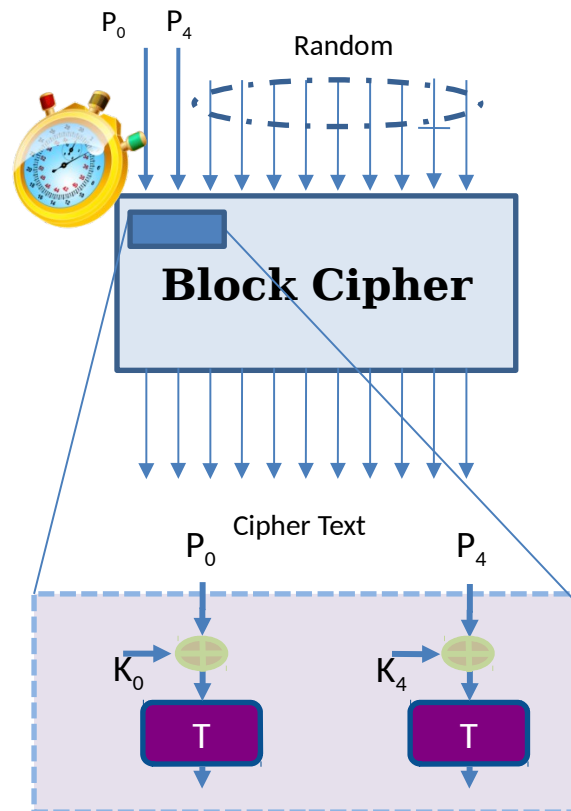 P0 P4
Random
Block Cipher
Cipher Text
P0 P4
K0 K4
T T